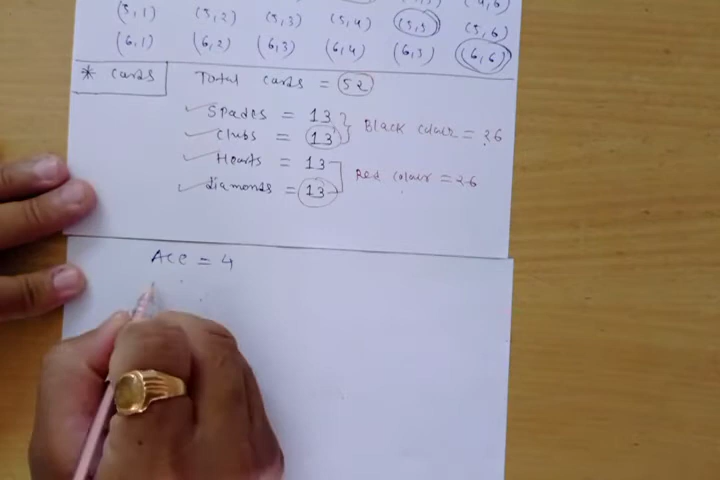 (4,6)
(5,1) (5,2) (5,3) (5,4) (5,5) (5,6)
(6,1) (6,2) (6,3) (6,4) (6,5) (6,6)
* Cards Total cards = 52
Spades = 13
Clubs = 13 Black colour = 26
Hearts = 13
diamonds = 13 Red colour = 26
Ace = 4